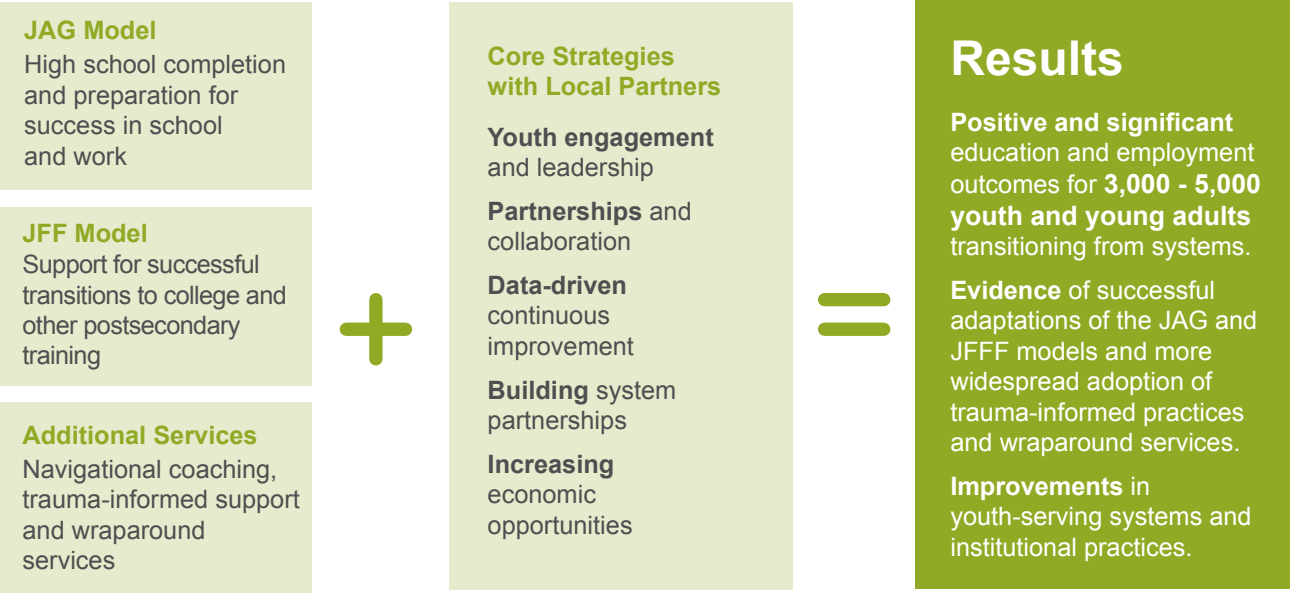 JAG Model
High school completion
and preparation for
success in school
and work
JFF Model
Support for successful
transitions to college and
other postsecondary
training
Additional Services
Navigational coaching,
trauma-informed support
and wraparound
services
+
Core Strategies
with Local Partners
Youth engagement
and leadership
Partnerships and
collaboration
Data-driven
continuous
improvement
Building system
partnerships
Increasing
economic
opportunities
=
Results
Positive and significant
education and employment
outcomes for 3,000 - 5,000
youth and young adults
transitioning from systems.
Evidence of successful
adaptations of the JAG and
JFFF models and more
widespread adoption of
trauma-informed practices
and wraparound services.
Improvements in
youth-serving systems and
institutional practices.